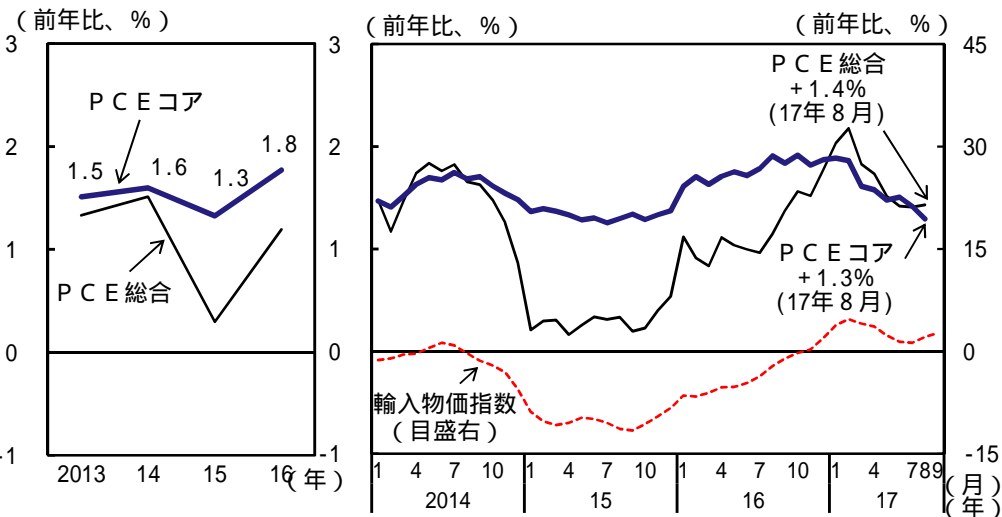 （前年比、％）
3
2
1
0
-1
ＰＣＥコア
1.5
1.6
1.3
1.8
ＰＣＥ総合
2013 14 15 16
（年）
（前年比、％）
（前年比、％）
3
2
1
0
-1
45
30
15
0
-15
ＰＣＥ総合
+1.4%
(17年８月)
ＰＣＥコア
+1.3%
(17年８月)
輸入物価指数
（目盛右）
1 4 7 10 1 4 7 10 1 4 7 10 1 4 789
（月）
2014 15 16 17
（年）